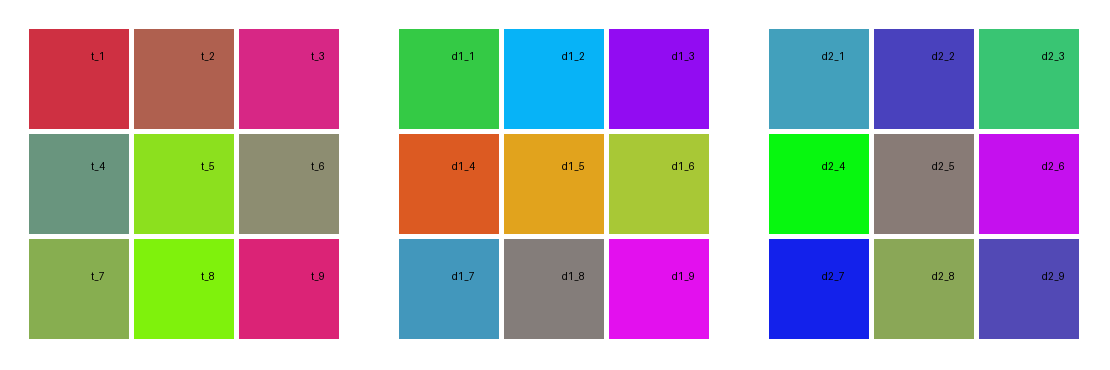 t_1 t_2 t_3 d1_1 d1_2 d1_3 d2_1 d2_2 d2_3
t_4 t_5 t_6 d1_4 d1_5 d1_6 d2_4 d2_5 d2_6
t_7 t_8 t_9 d1_7 d1_8 d1_9 d2_7 d2_8 d2_9